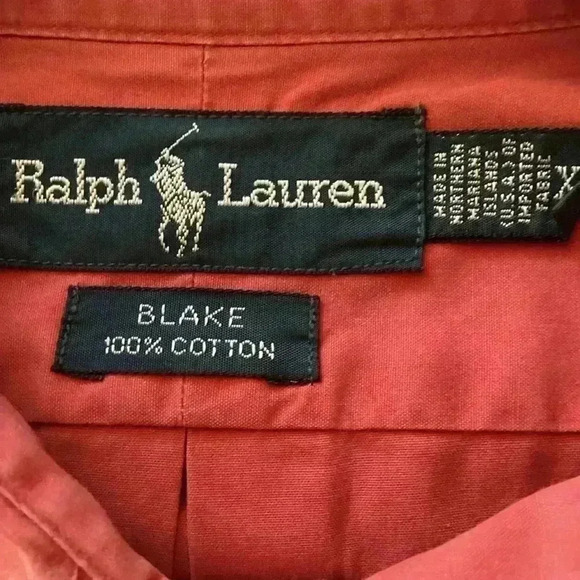 Ralph Lauren
MADE IN
NORTHERN
MARIANA
ISLANDS
(U.S.A.) OF
IMPORTED
FABRIC
X
BLAKE
100% COTTON